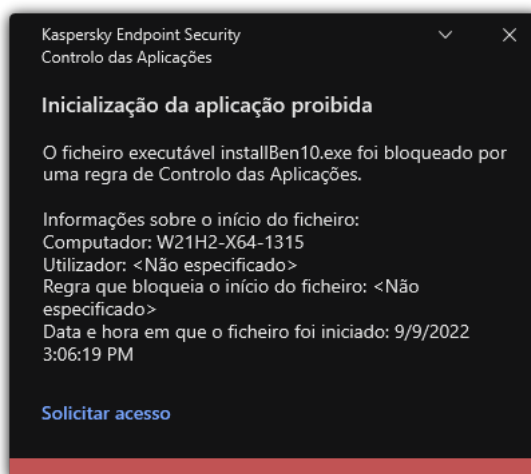 Kaspersky Endpoint Security
Controlo das Aplicações
Inicialização da aplicação proibida
O ficheiro executável installBen10.exe foi bloqueado por
uma regra de Controlo das Aplicações.
Informações sobre o início do ficheiro:
Computador: W21H2-X64-1315
Utilizador: <Não especificado>
Regra que bloqueia o início do ficheiro: <Não
especificado>
Data e hora em que o ficheiro foi iniciado: 9/9/2022
3:06:19 PM
Solicitar acesso